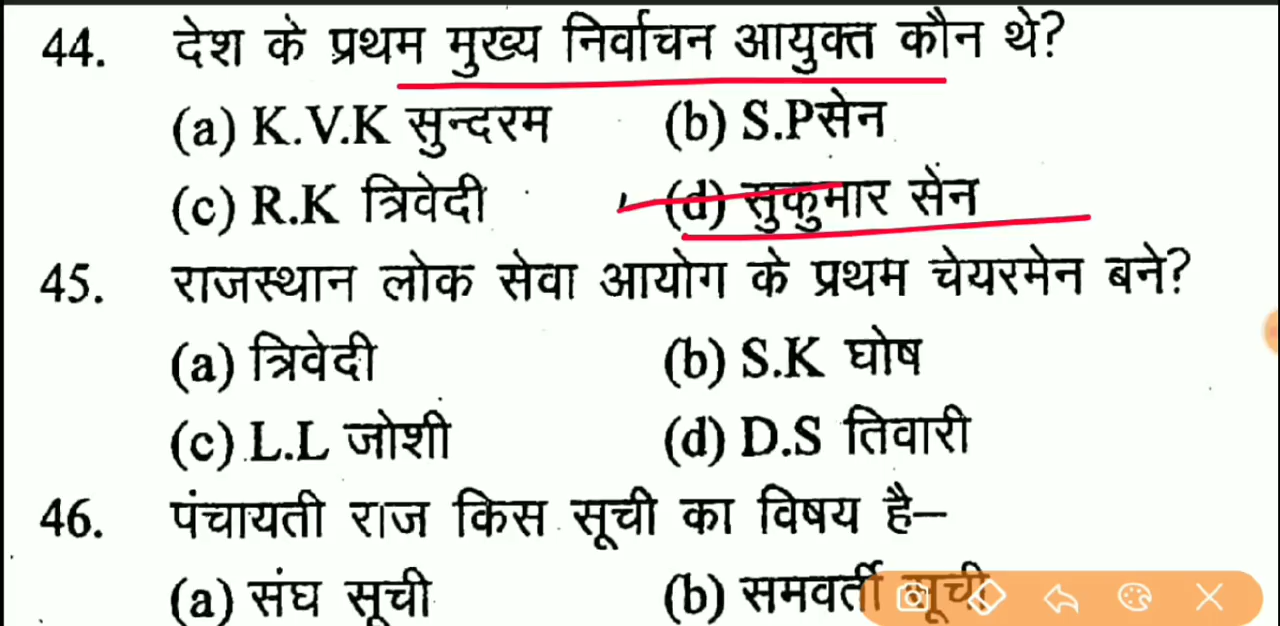 44. देश के प्रथम मुख्य निर्वाचन आयुक्त कौन थे?
(a) K.V.K सुन्दरम (b) S.Pसेन
(c) R.K त्रिवेदी (d) सुकुमार सेन
45. राजस्थान लोक सेवा आयोग के प्रथम चेयरमेन बने?
(a) त्रिवेदी (b) S.K घोष
(c) L.L जोशी (d) D.S तिवारी
46. पंचायती राज किस सूची का विषय है–
(a) संघ सूची (b) समवर्ती सूची